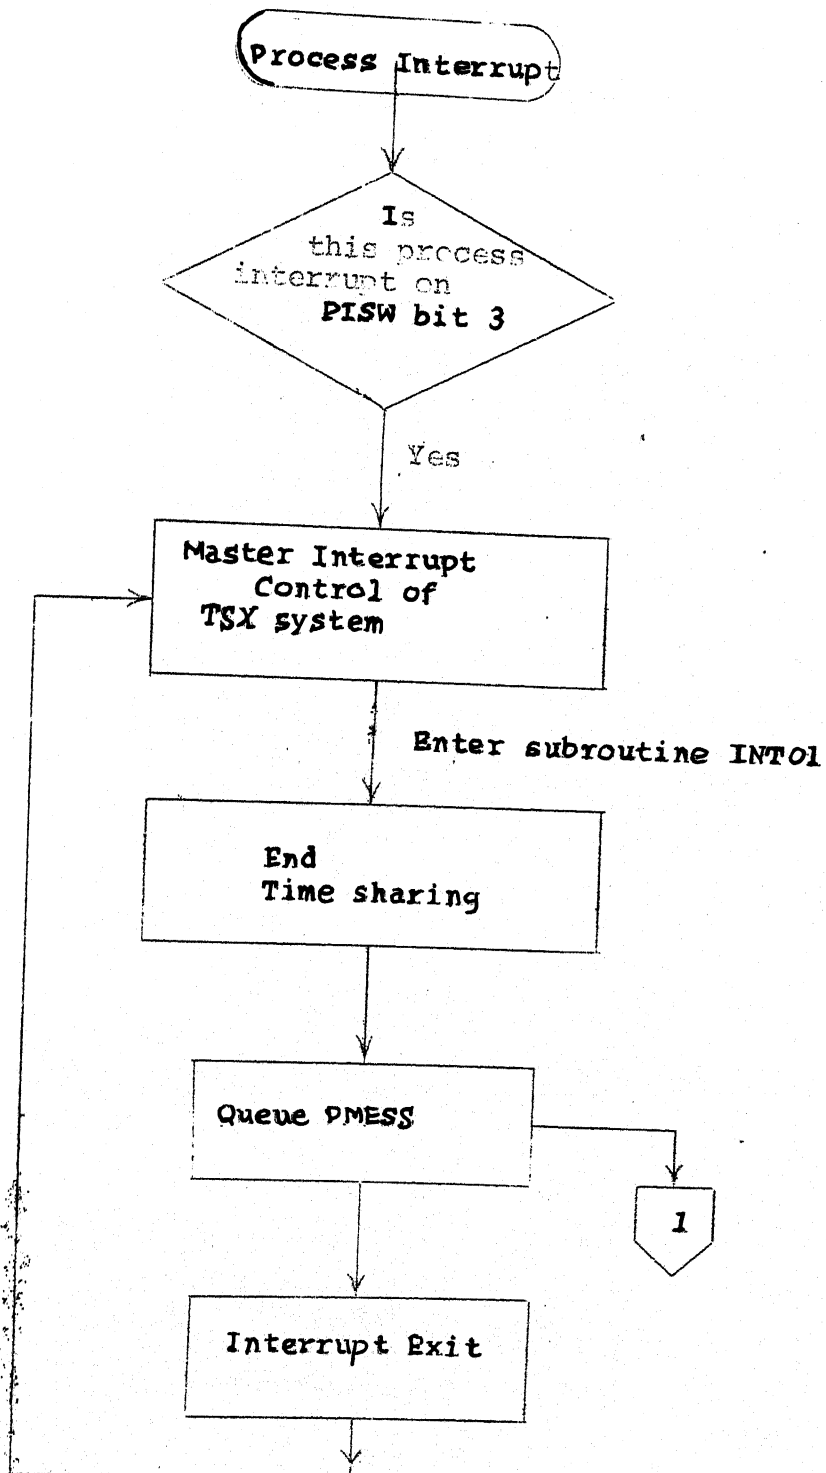 Process Interrupt
Is
this process
interrupt on
PISW bit 3
Yes
Master Interrupt
Control of
TSX system
Enter subroutine INT01
End
Time sharing
Queue PMESS
1
Interrupt Exit